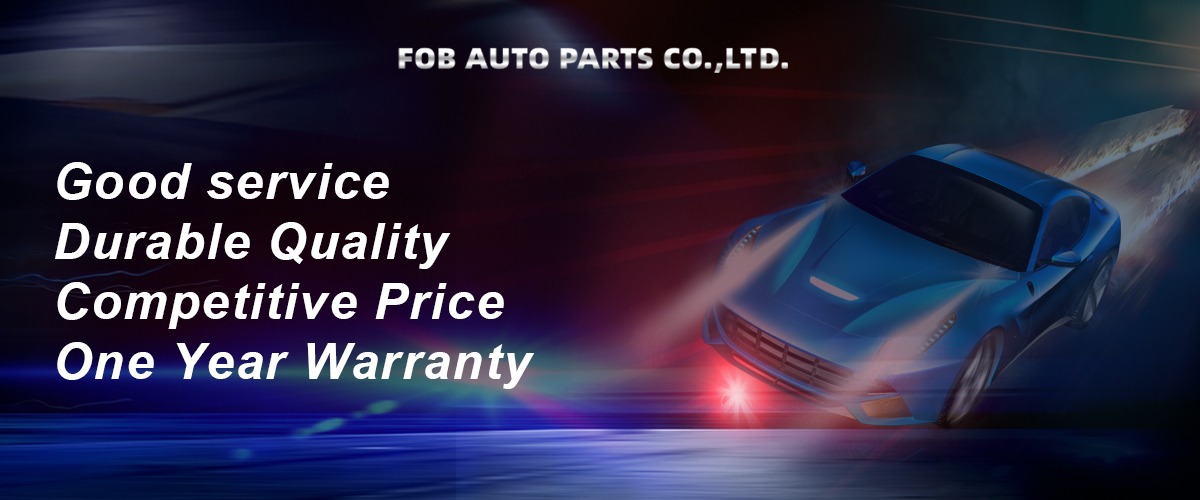 FOB AUTO PARTS CO.,LTD.
Good service
Durable Quality
Competitive Price
One Year Warranty